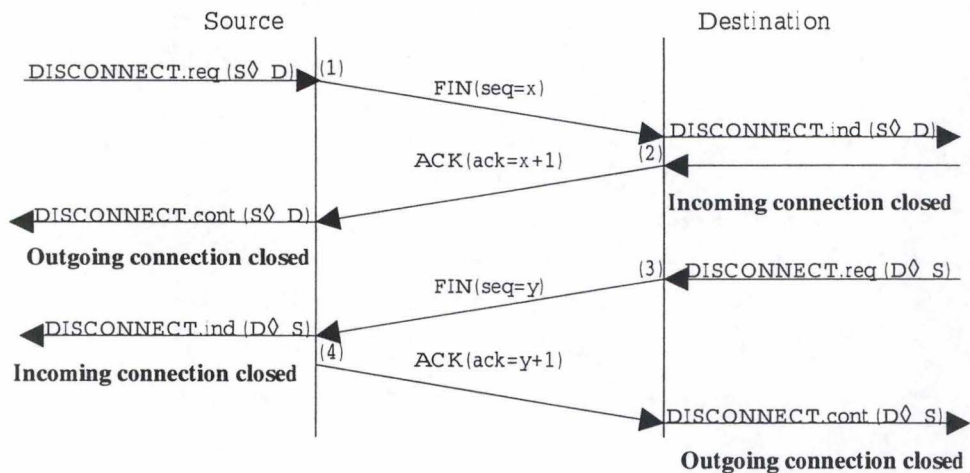 Source Destination
DISCONNECT.req (S◊ D) (1)
FIN(seq=x)
DISCONNECT.ind (S◊ D)
ACK(ack=x+1) (2)
Incoming connection closed
DISCONNECT.cont (S◊ D)
Outgoing connection closed
(3) DISCONNECT.req (D◊ S)
FIN(seq=y)
DISCONNECT.ind (D◊ S)
(4)
ACK(ack=y+1)
Incoming connection closed
DISCONNECT.cont (D◊ S)
Outgoing connection closed